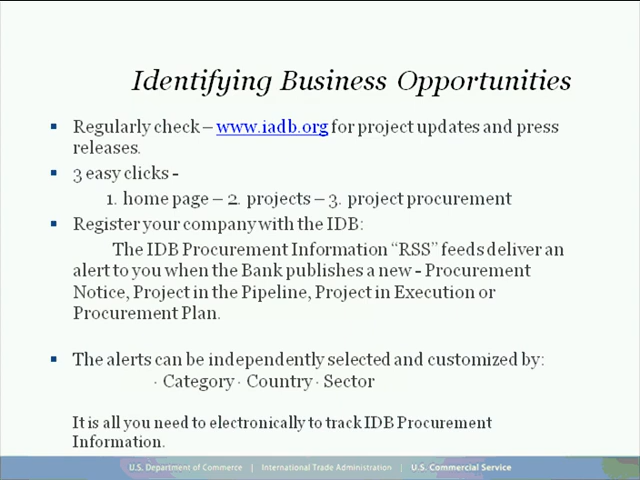 Identifying Business Opportunities
▪ Regularly check – www.iadb.org for project updates and press
releases.
▪ 3 easy clicks -
1. home page – 2. projects – 3. project procurement
▪ Register your company with the IDB:
The IDB Procurement Information “RSS” feeds deliver an
alert to you when the Bank publishes a new - Procurement
Notice, Project in the Pipeline, Project in Execution or
Procurement Plan.
▪ The alerts can be independently selected and customized by:
· Category · Country · Sector
It is all you need to electronically to track IDB Procurement
Information.
U.S. Department of Commerce | International Trade Administration | U.S. Commercial Service